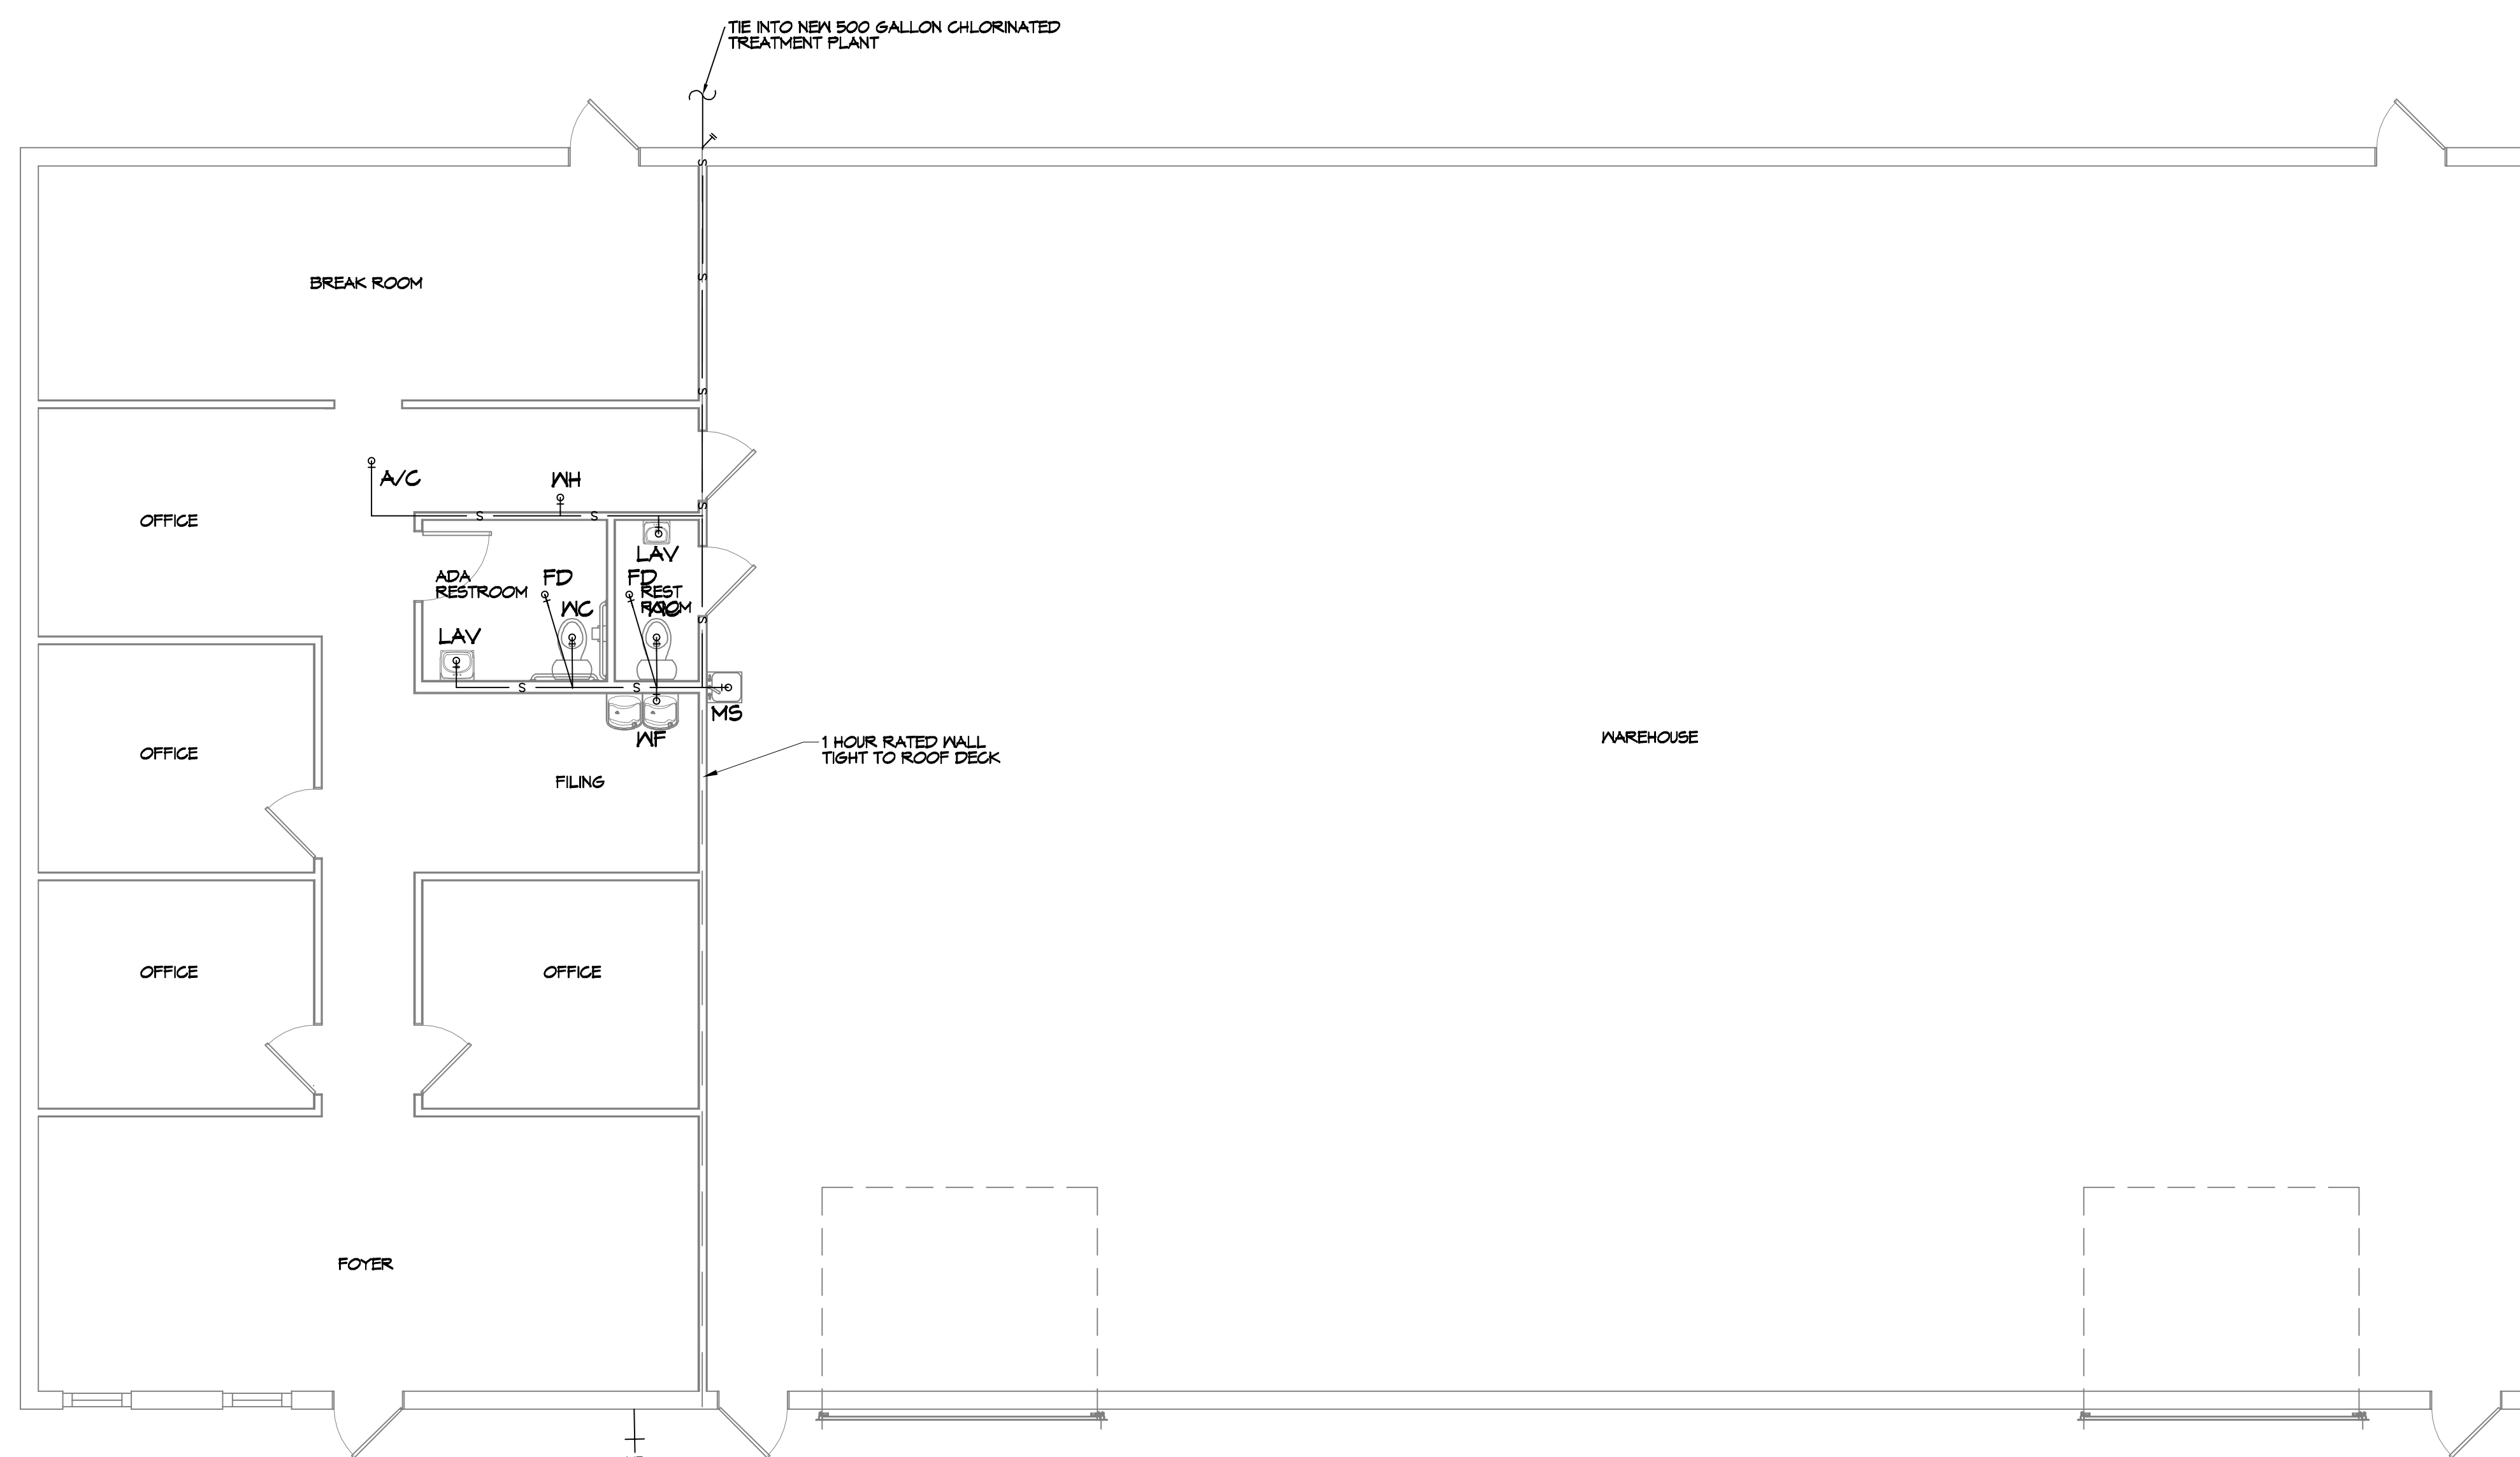 TIE INTO NEW 500 GALLON CHLORINATED
TREATMENT PLANT
S
S
BREAK ROOM
S
A/C
WH
S
OFFICE
S
S
LAV
ADA
RESTROOM
FD
FD
REST
ROOM
WC
WC
S
LAV
S
S
MS
WF
1 HOUR RATED WALL
TIGHT TO ROOF DECK
WAREHOUSE
OFFICE
FILING
OFFICE
OFFICE
FOYER